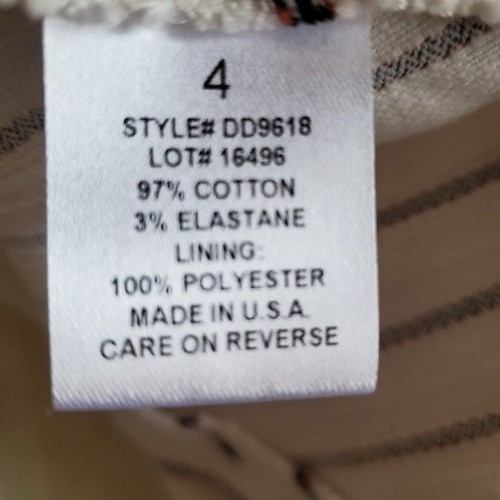 4
STYLE# DD9618
LOT# 16496
97% COTTON
3% ELASTANE
LINING:
100% POLYESTER
MADE IN U.S.A.
CARE ON REVERSE